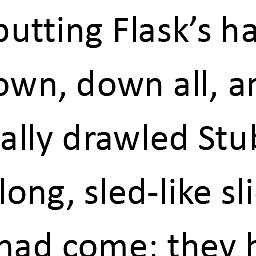 putting Flask’s ha
own, down all, an
ally drawled Stub
long, sled-like sli
had come; they h